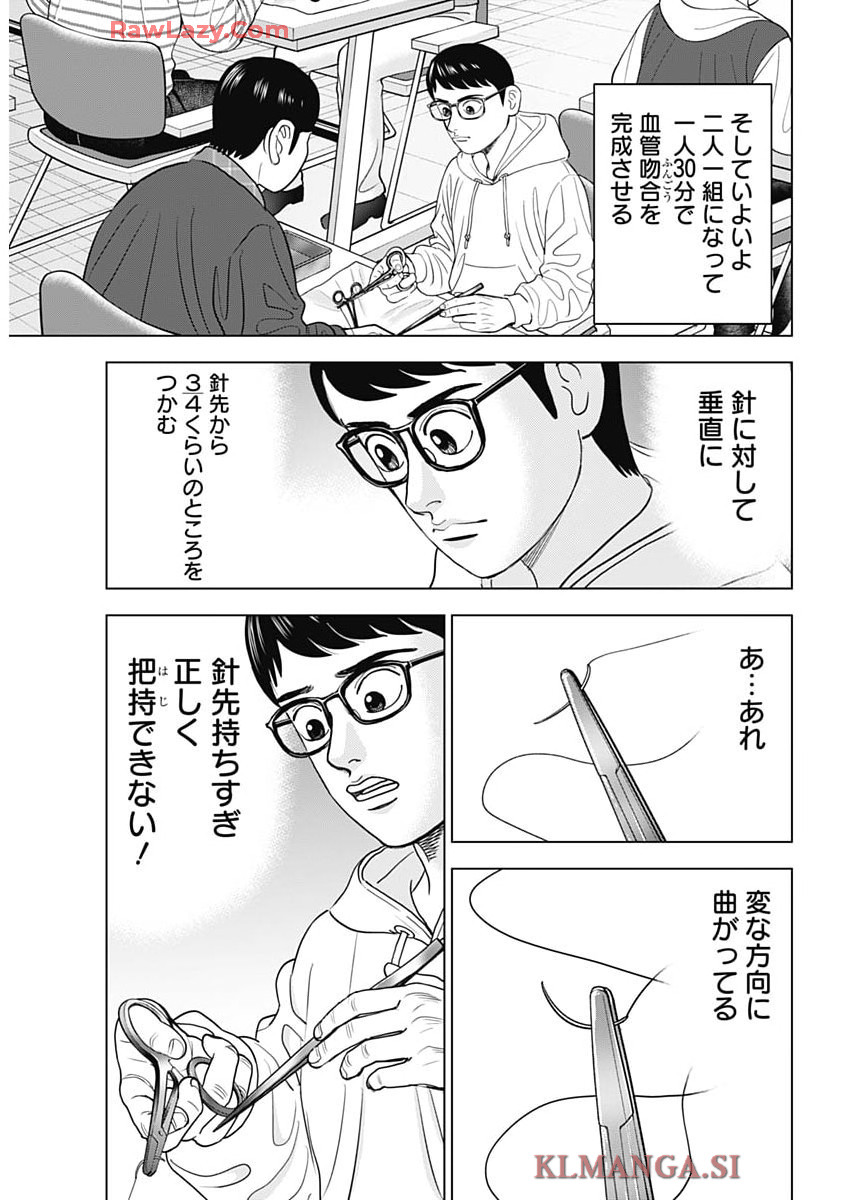 RawLazy.Com
そしていよいよ
二人一組になって
一人30分で
血管吻合を
ふんごう
完成させる
針に対して
垂直に
針先から
3/4くらいのところを
つかむ
あ…あれ
変な方向に
曲がってる
針先持ちすぎ
正しく
把持できない!
はじ
KLMANGA.SI